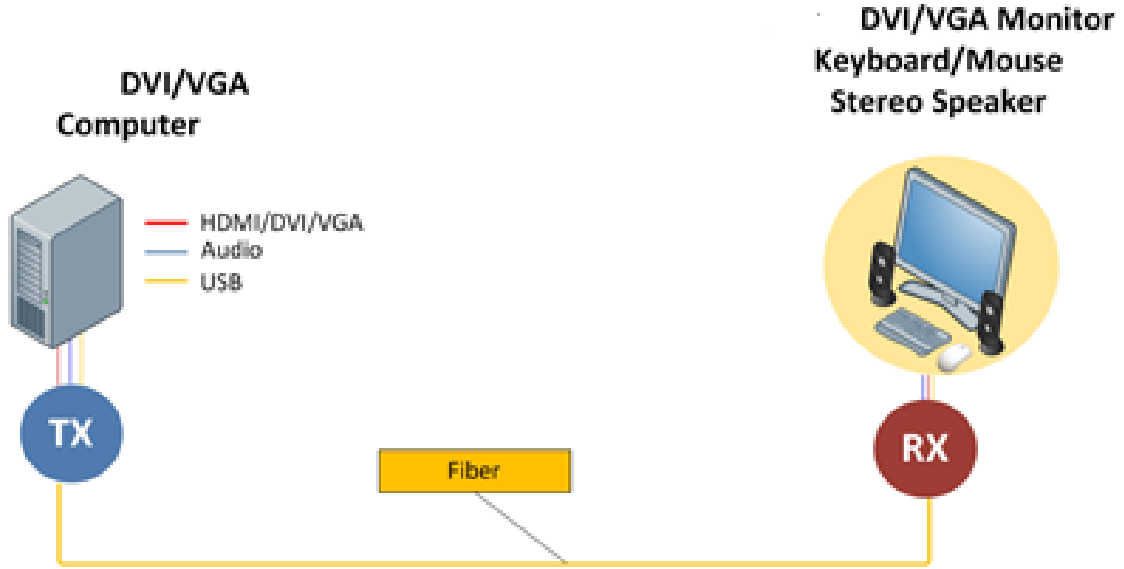 DVI/VGA
Computer
DVI/VGA Monitor
Keyboard/Mouse
Stereo Speaker
HDMI/DVI/VGA
Audio
USB
TX
Fiber
RX